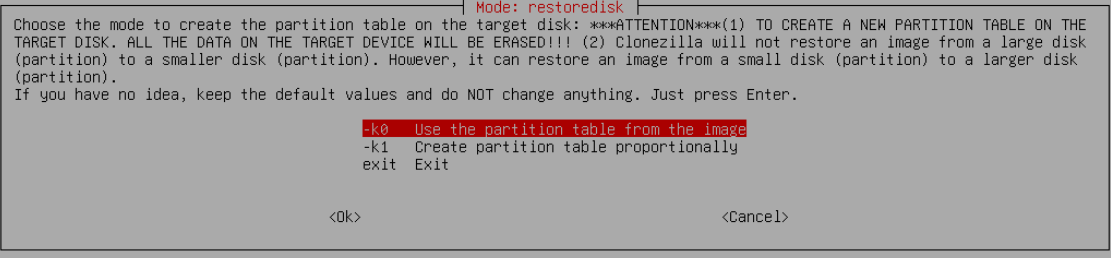 Mode: restoredisk
Choose the mode to create the partition table on the target disk: ***ATTENTION***(1) TO CREATE A NEW PARTITION TABLE ON THE
TARGET DISK. ALL THE DATA ON THE TARGET DEVICE WILL BE ERASED!!! (2) Clonezilla will not restore an image from a large disk
(partition) to a smaller disk (partition). However, it can restore an image from a small disk (partition) to a larger disk
(partition).
If you have no idea, keep the default values and do NOT change anything. Just press Enter.
-k0 Use the partition table from the image
-k1 Create partition table proportionally
exit Exit
<Ok> <Cancel>